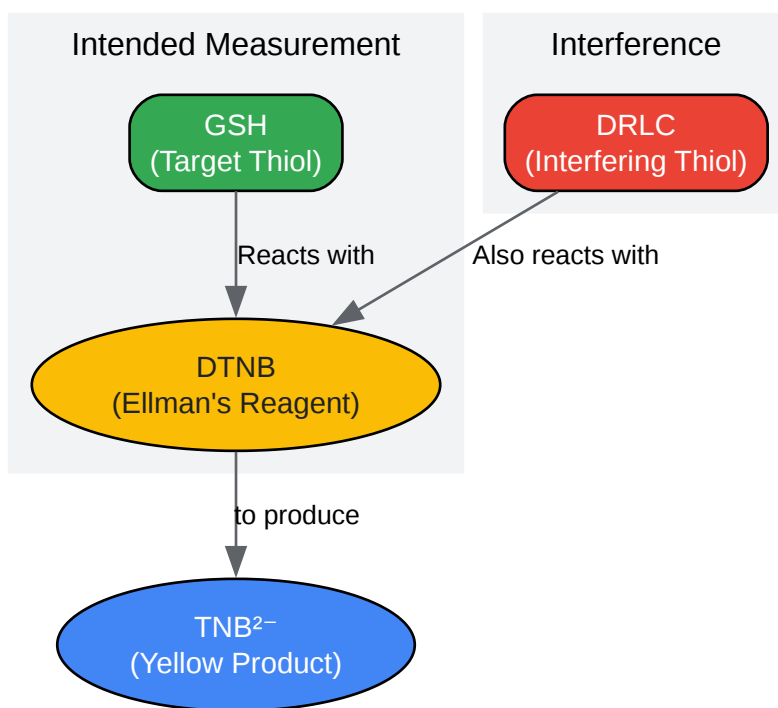 Intended Measurement
Interference
GSH
(Target Thiol)
DRLC
(Interfering Thiol)
Reacts with
Also reacts with
DTNB
(Ellman's Reagent)
to produce
TNB²⁻
(Yellow Product)